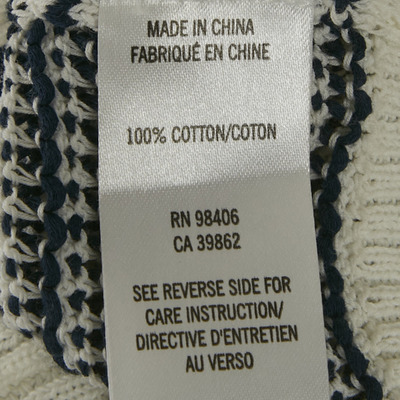 MADE IN CHINA
FABRIQUÉ EN CHINE
100% COTTON/COTON
RN 98406
CA 39862
SEE REVERSE SIDE FOR
CARE INSTRUCTION/
DIRECTIVE D'ENTRETIEN
AU VERSO